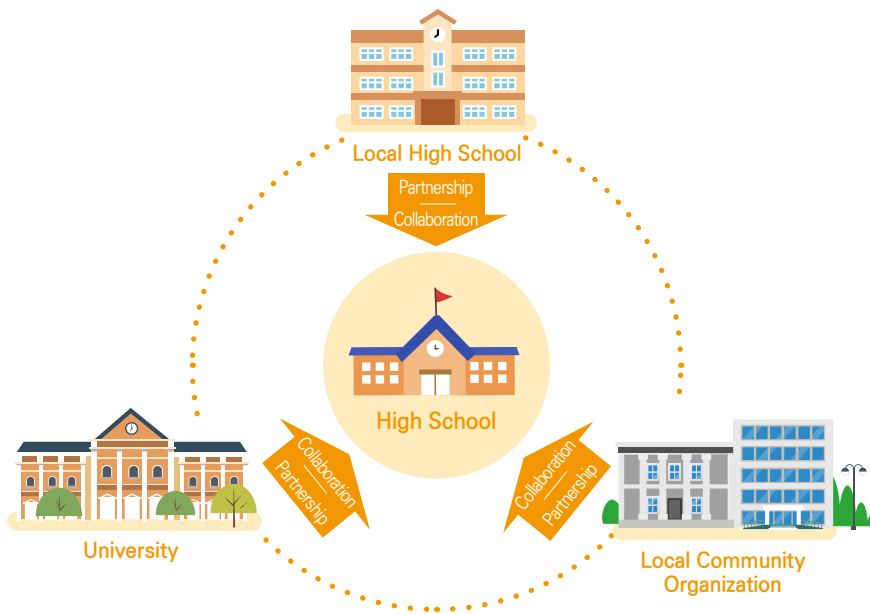 Local High School
Partnership
Collaboration
High School
Collaboration
Partnership
University
Collaboration
Partnership
Local Community
Organization